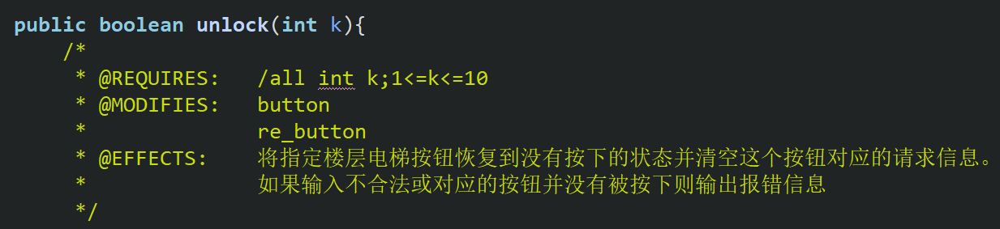 public boolean unlock(int k){
/*
* @REQUIRES: /all int k;1<=k<=10
* @MODIFIES: button
* re_button
* @EFFECTS: 将指定楼层电梯按钮恢复到没有按下的状态并清空这个按钮对应的请求信息。
* 如果输入不合法或对应的按钮并没有被按下则输出报错信息
*/